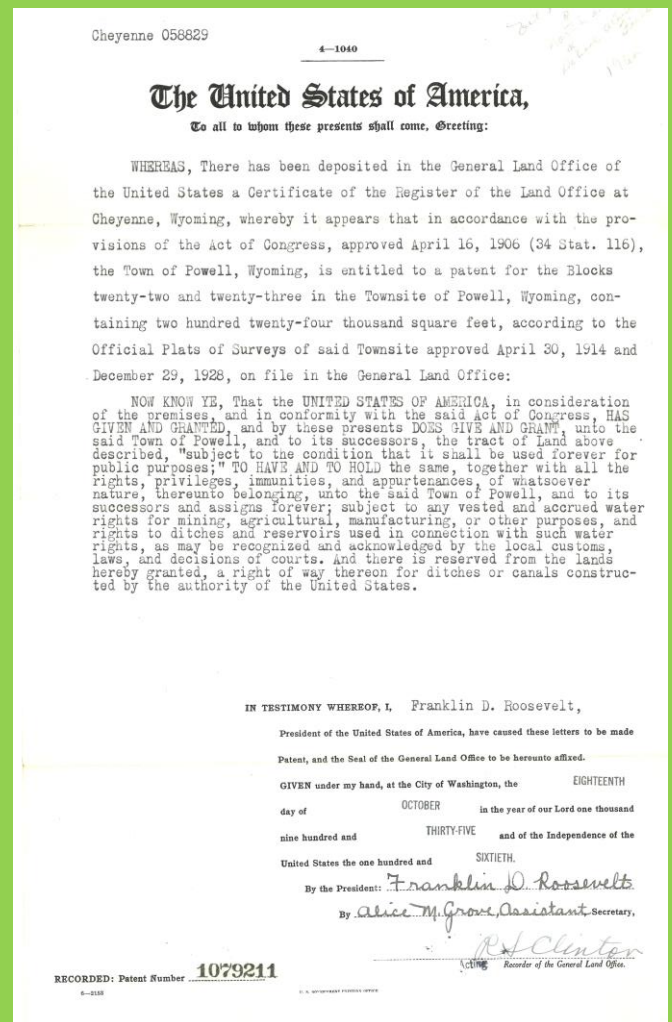 Cheyenne 058829
4—1040
The United States of America,
To all to whom these presents shall come, Greeting:
WHEREAS, There has been deposited in the General Land Office of
the United States a Certificate of the Register of the Land Office at
Cheyenne, Wyoming, whereby it appears that in accordance with the pro-
visions of the Act of Congress, approved April 16, 1906 (34 Stat. 116),
the Town of Powell, Wyoming, is entitled to a patent for the Blocks
twenty-two and twenty-three in the Townsite of Powell, Wyoming, con-
taining two hundred twenty-four thousand square feet, according to the
Official Plats of Surveys of said Townsite approved April 30, 1914 and
December 29, 1928, on file in the General Land Office:
NOW KNOW YE, That the UNITED STATES OF AMERICA, in consideration
of the premises, and in conformity with the said Act of Congress, HAS
GIVEN AND GRANTED, and by these presents DOES GIVE AND GRANT, unto the
said Town of Powell, and to its successors, the tract of Land above
described, "subject to the condition that it shall be used forever for
public purposes;" TO HAVE AND TO HOLD the same, together with all the
rights, privileges, immunities, and appurtenances, of whatsoever
nature, thereunto belonging, unto the said Town of Powell, and to its
successors and assigns forever; subject to any vested and accrued water
rights for mining, agricultural, manufacturing, or other purposes, and
rights to ditches and reservoirs used in connection with such water
rights, as may be recognized and acknowledged by the local customs,
laws, and decisions of courts. And there is reserved from the lands
hereby granted, a right of way thereon for ditches or canals construc-
ted by the authority of the United States.
IN TESTIMONY WHEREOF, I, Franklin D. Roosevelt,
President of the United States of America, have caused these letters to be made
Patent, and the Seal of the General Land Office to be hereunto affixed.
GIVEN under my hand, at the City of Washington, the EIGHTEENTH
day of OCTOBER in the year of our Lord one thousand
nine hundred and THIRTY-FIVE and of the Independence of the
United States the one hundred and SIXTIETH.
By the President: Franklin D. Roosevelt
By Alice M. Grove, Assistant Secretary,
R S Clinton
Acting Recorder of the General Land Office.
RECORDED: Patent Number 1079211
U. S. GOVERNMENT PRINTING OFFICE